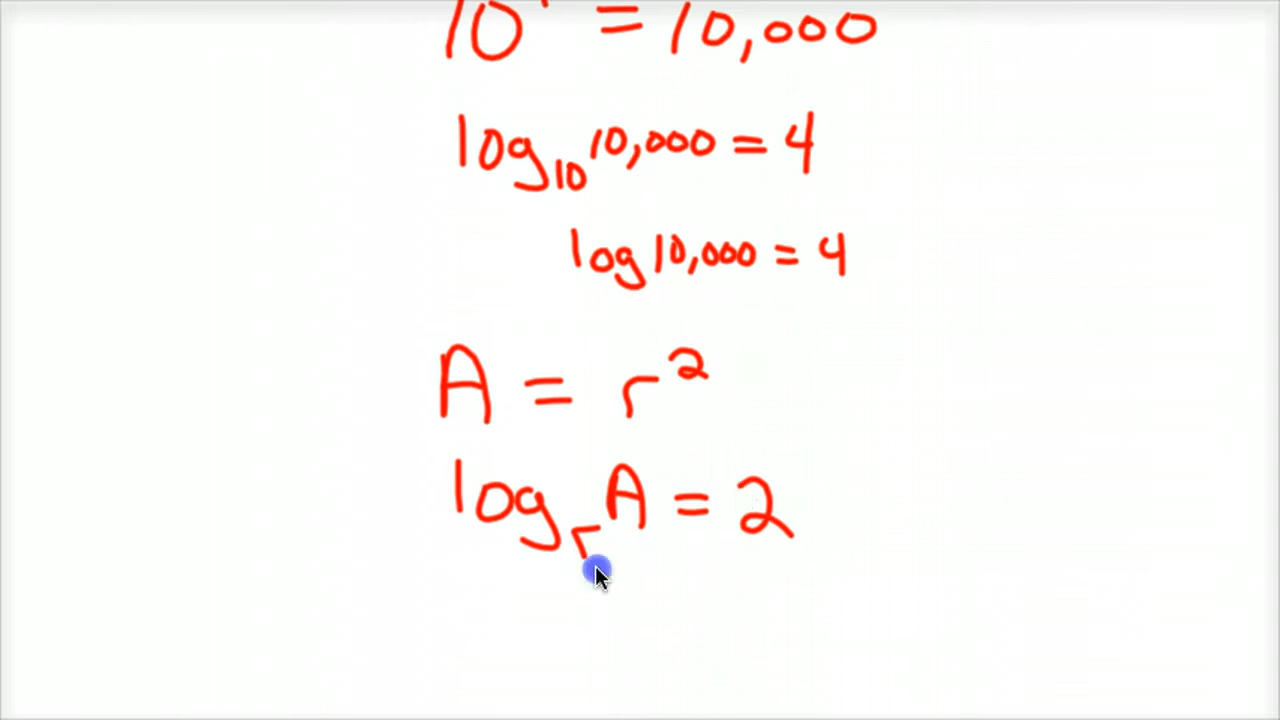 10 = 10,000
log₁₀ 10,000 = 4
log 10,000 = 4
A = r²
logᵣ A = 2